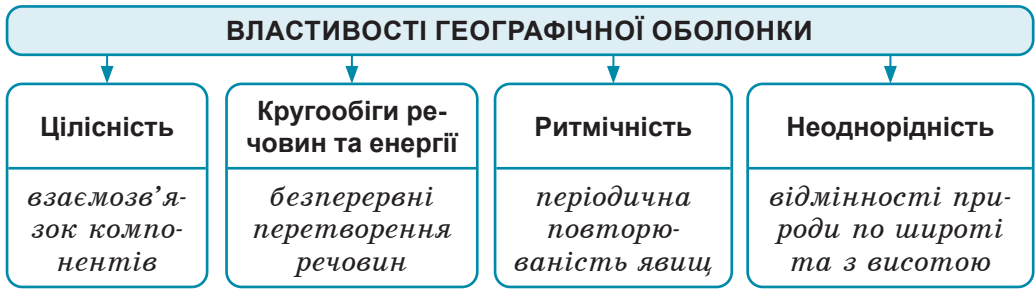 ВЛАСТИВОСТІ ГЕОГРАФІЧНОЇ ОБОЛОНКИ
Цілісність
взаємозв’я-
зок компо-
нентів
Кругообіги ре-
човин та енергії
безперервні
перетворення
речовин
Ритмічність
періодична
повторю-
ваність явищ
Неоднорідність
відмінності при-
роди по широті
та з висотою